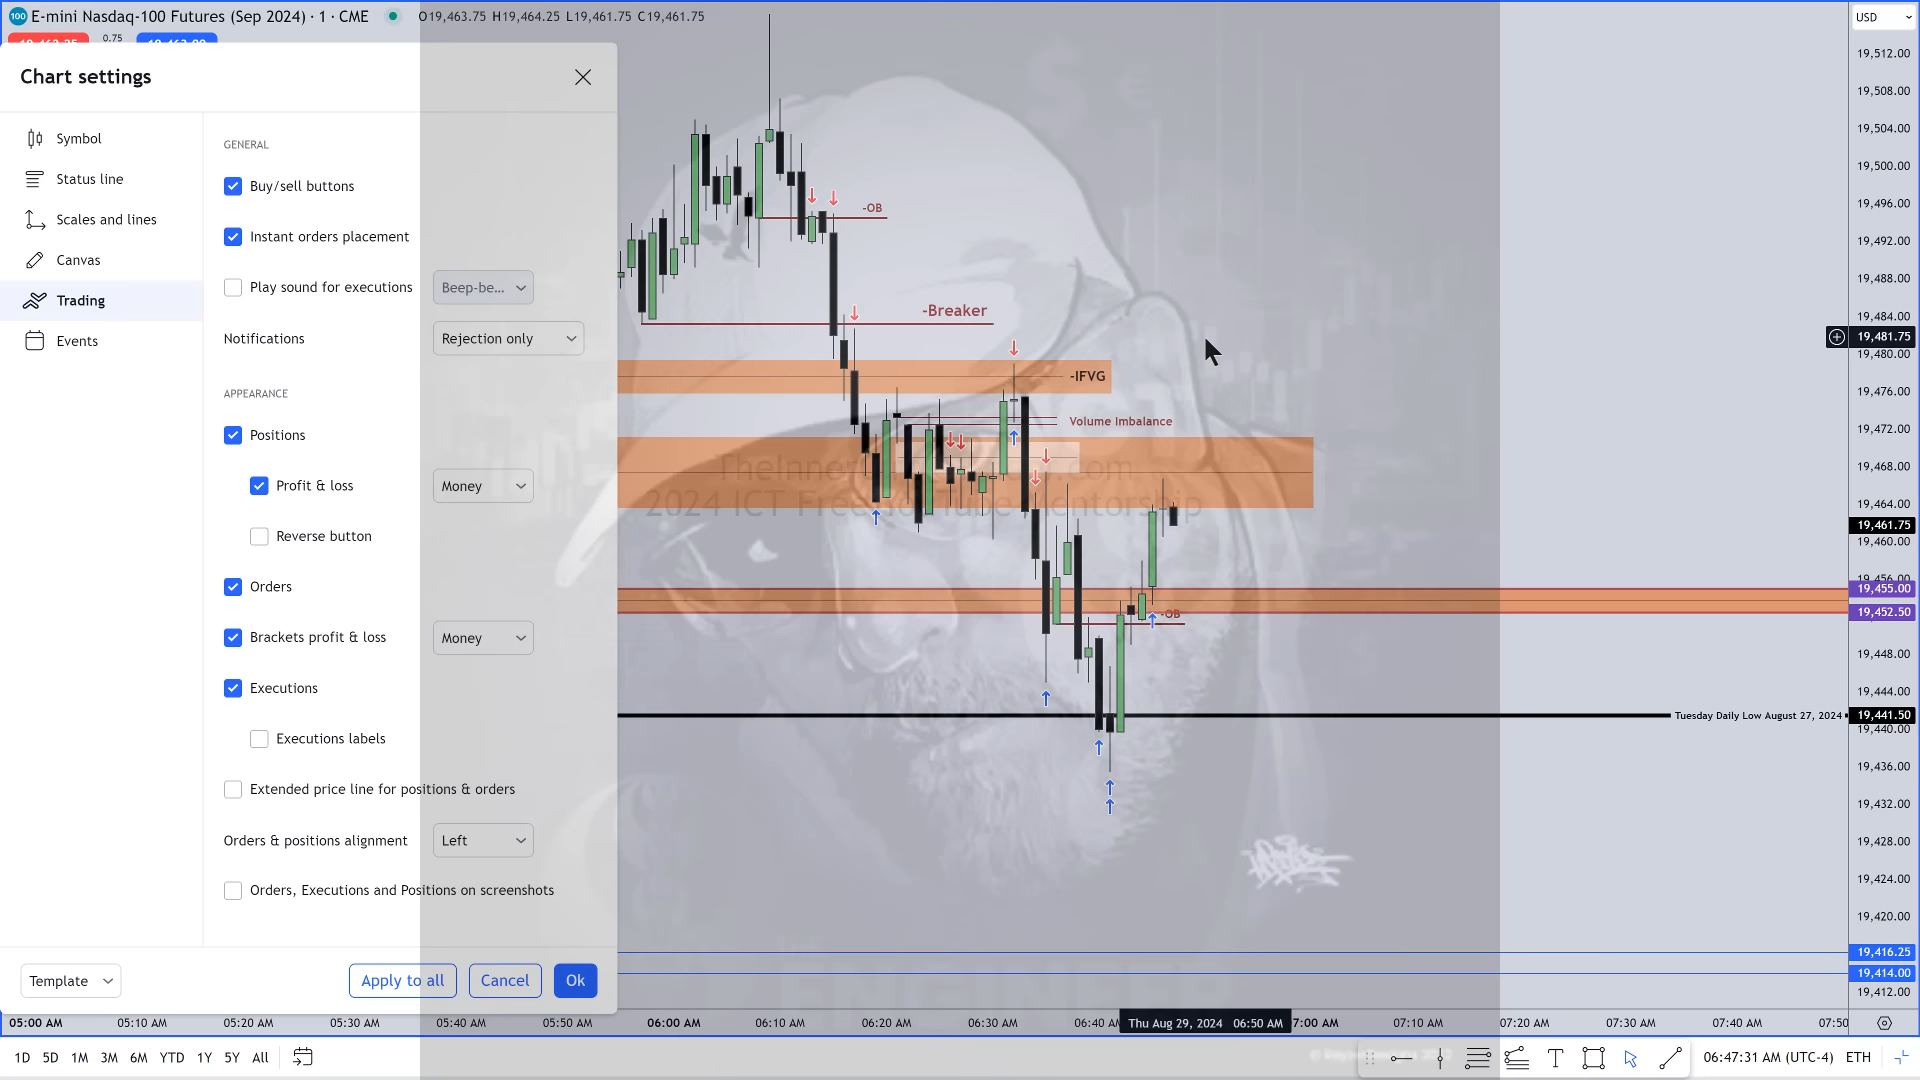 E-mini Nasdaq-100 Futures (Sep 2024) · 1 · CME
O19,463.75 H19,464.25 L19,461.75 C19,461.75
USD
0.75
Chart settings
Symbol
Status line
Scales and lines
Canvas
Trading
Events
GENERAL
Buy/sell buttons
Instant orders placement
Play sound for executions
Beep-be...
Notifications
Rejection only
APPEARANCE
Positions
Profit & loss
Money
Reverse button
Orders
Brackets profit & loss
Money
Executions
Executions labels
Extended price line for positions & orders
Orders & positions alignment
Left
Orders, Executions and Positions on screenshots
Template
Apply to all
Cancel
Ok
-OB
-Breaker
-IFVG
Volume Imbalance
2024 ICT Free YouTube Mentorship
-OB
Tuesday Daily Low August 27, 2024
19,512.00
19,508.00
19,504.00
19,500.00
19,496.00
19,492.00
19,488.00
19,484.00
19,481.75
19,480.00
19,476.00
19,472.00
19,468.00
19,464.00
19,461.75
19,460.00
19,456.00
19,455.00
19,452.50
19,448.00
19,444.00
19,441.50
19,440.00
19,436.00
19,432.00
19,428.00
19,424.00
19,420.00
19,416.25
19,414.00
19,412.00
05:00 AM
05:10 AM
05:20 AM
05:30 AM
05:40 AM
05:50 AM
06:00 AM
06:10 AM
06:20 AM
06:30 AM
06:40 AM
Thu Aug 29, 2024 06:50 AM
7:00 AM
07:10 AM
07:20 AM
07:30 AM
07:40 AM
07:50
1D 5D 1M 3M 6M YTD 1Y 5Y All
06:47:31 AM (UTC-4) ETH